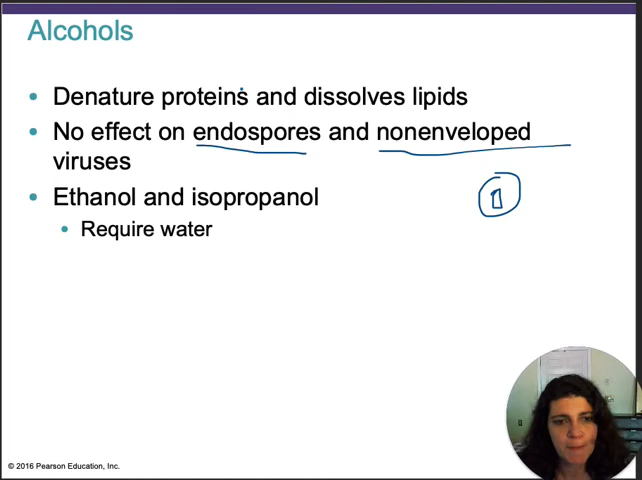 Alcohols
• Denature proteins and dissolves lipids
• No effect on endospores and nonenveloped
viruses
• Ethanol and isopropanol
• Require water
© 2016 Pearson Education, Inc.